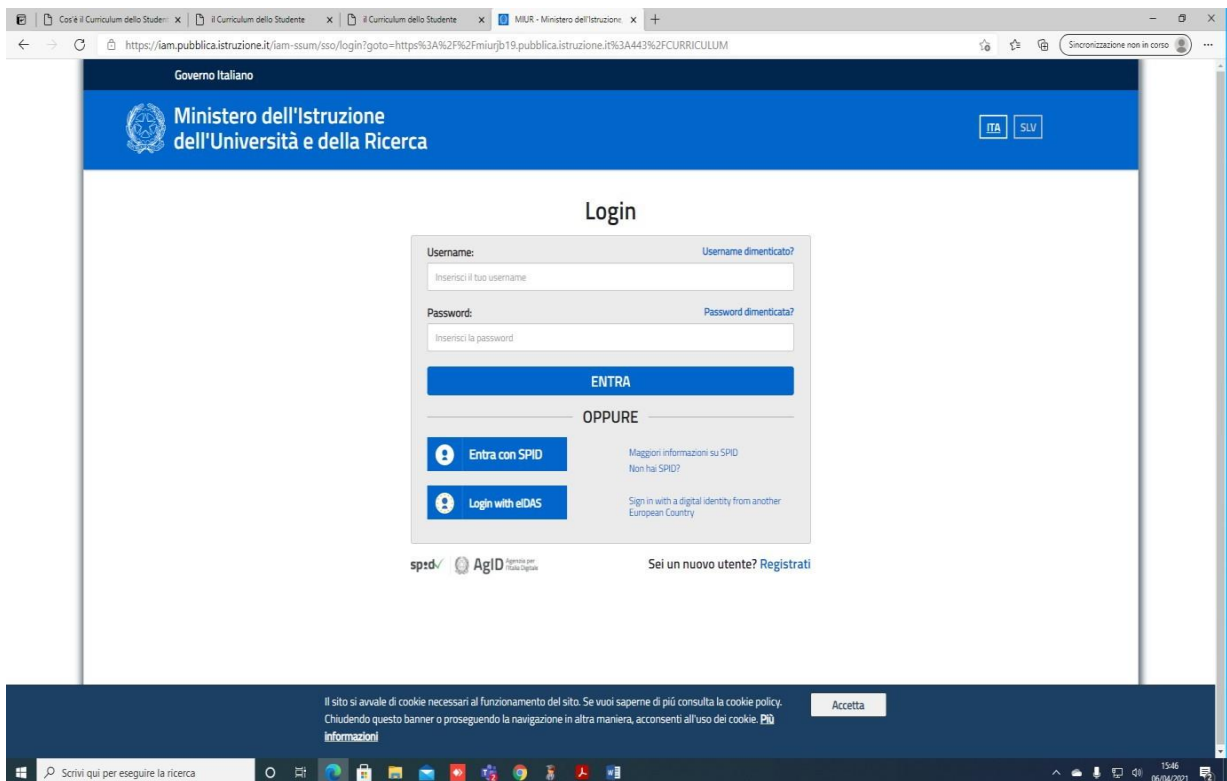 Cos'è il Curriculum dello Studen
il Curriculum dello Studente
il Curriculum dello Studente
MIUR - Ministero dell'Istruzione,
https://iam.pubblica.istruzione.it/iam-ssum/sso/login?goto=https%3A%2F%2Fmiurjb19.pubblica.istruzione.it%3A443%2FCURRICULUM
Sincronizzazione non in corso
Governo Italiano
Ministero dell'Istruzione
dell'Università e della Ricerca
ITA SLV
Login
Username: Username dimenticato?
Inserisci il tuo username
Password: Password dimenticata?
Inserisci la password
ENTRA
OPPURE
Entra con SPID
Maggiori informazioni su SPID
Non hai SPID?
Login with eIDAS
Sign in with a digital identity from another
European Country
sp:d AgID Agenzia per
l'Italia Digitale
Sei un nuovo utente? Registrati
Il sito si avvale di cookie necessari al funzionamento del sito. Se vuoi saperne di piú consulta la cookie policy.
Chiudendo questo banner o proseguendo la navigazione in altra maniera, acconsenti all'uso dei cookie. Più
informazioni
Accetta
Scrivi qui per eseguire la ricerca
15:46
06/04/2021